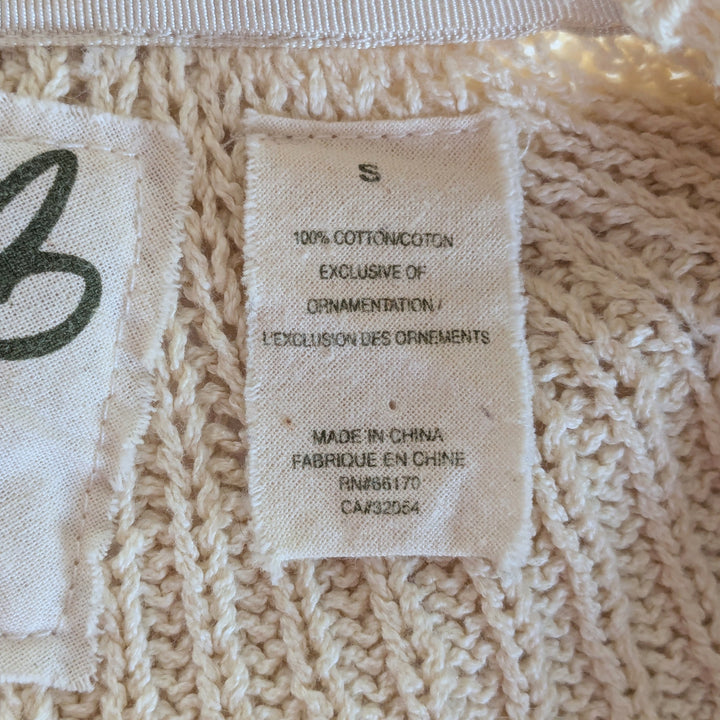 S
100% COTTON/COTON
EXCLUSIVE OF
ORNAMENTATION /
L'EXCLUSION DES ORNEMENTS
MADE IN CHINA
FABRIQUE EN CHINE
RN#66170
CA#32054